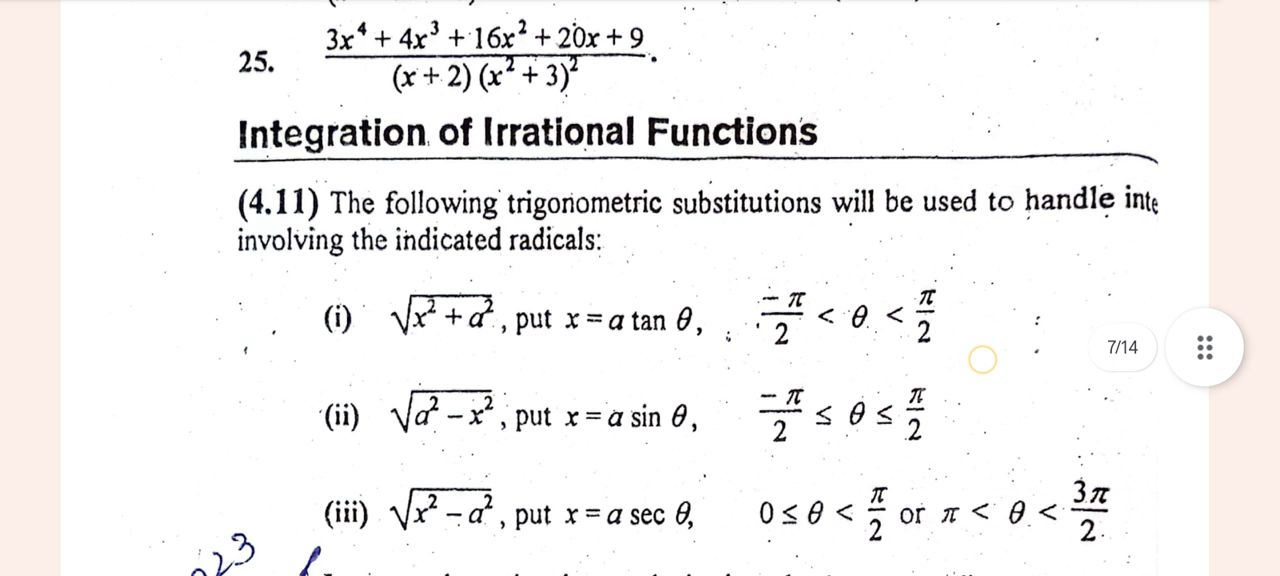 25. (3x⁴ + 4x³ + 16x² + 20x + 9) / ((x + 2) (x² + 3)²).
Integration of Irrational Functions
(4.11) The following trigonometric substitutions will be used to handle inte
involving the indicated radicals:
(i) √(x² + a²), put x = a tan θ, −π/2 < θ < π/2
7/14
(ii) √(a² − x²), put x = a sin θ, −π/2 ≤ θ ≤ π/2
(iii) √(x² − a²), put x = a sec θ, 0 ≤ θ < π/2 or π < θ < 3π/2.
023